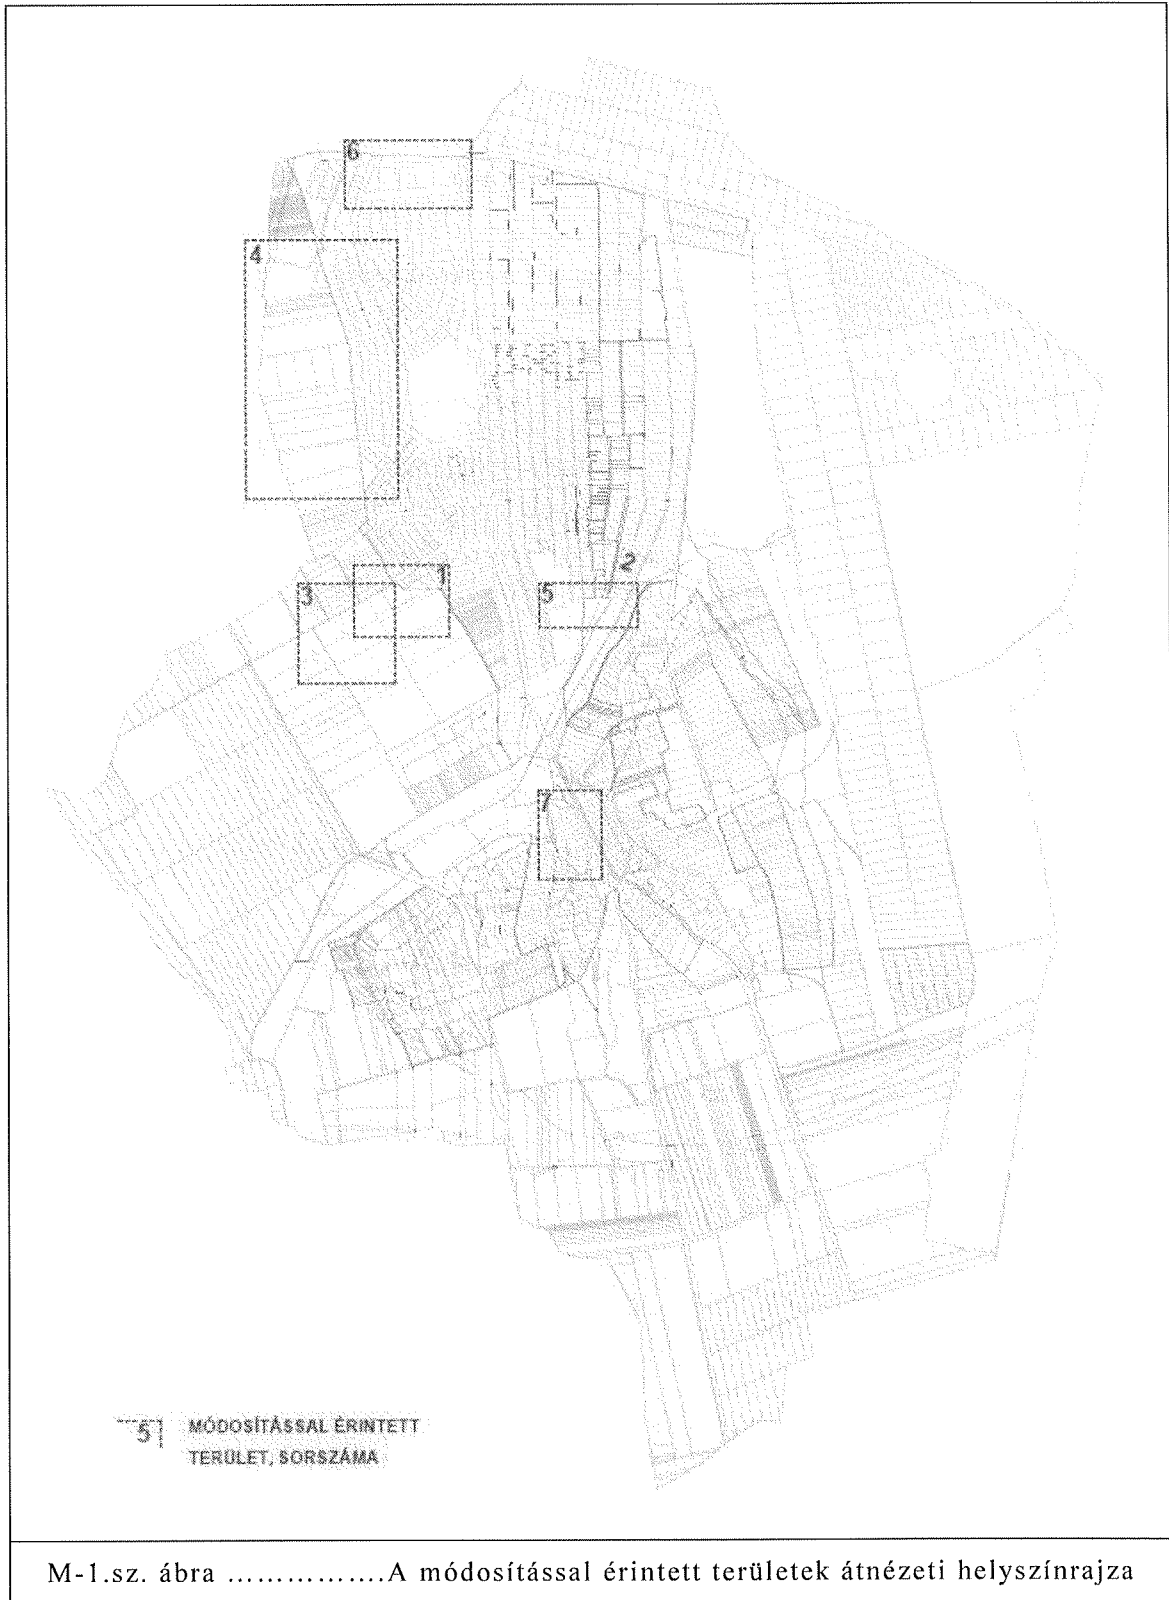 6
4
2
1
3
5
7
5 MÓDOSÍTÁSSAL ÉRINTETT
TERÜLET, SORSZÁMA
M-1.sz. ábra ................A módosítással érintett területek átnézeti helyszínrajza